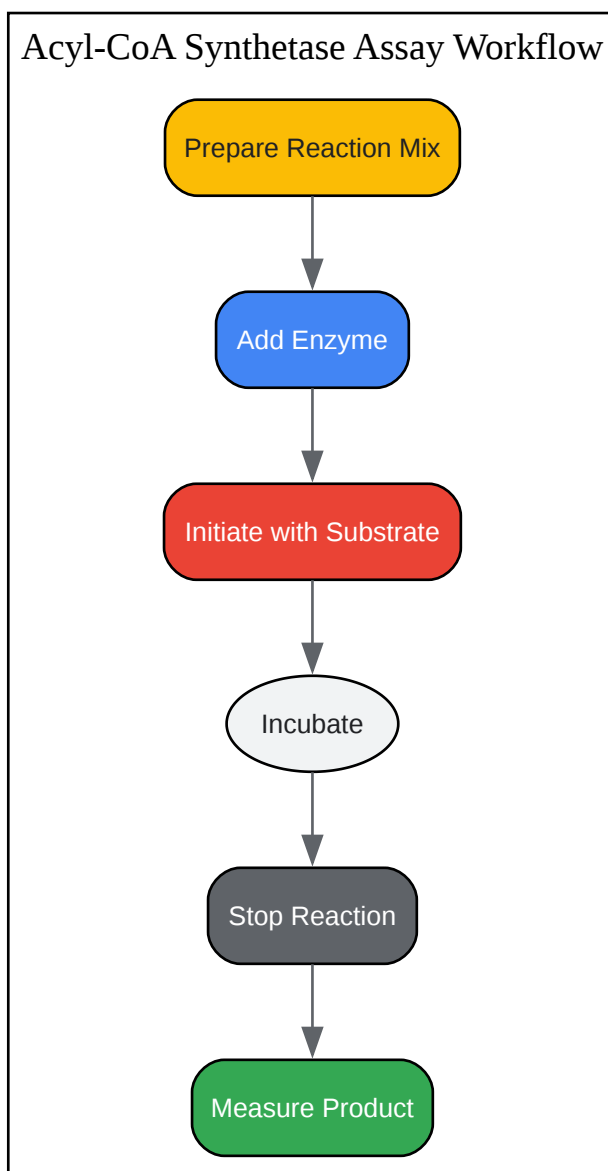 Acyl-CoA Synthetase Assay Workflow
Prepare Reaction Mix
Add Enzyme
Initiate with Substrate
Incubate
Stop Reaction
Measure Product